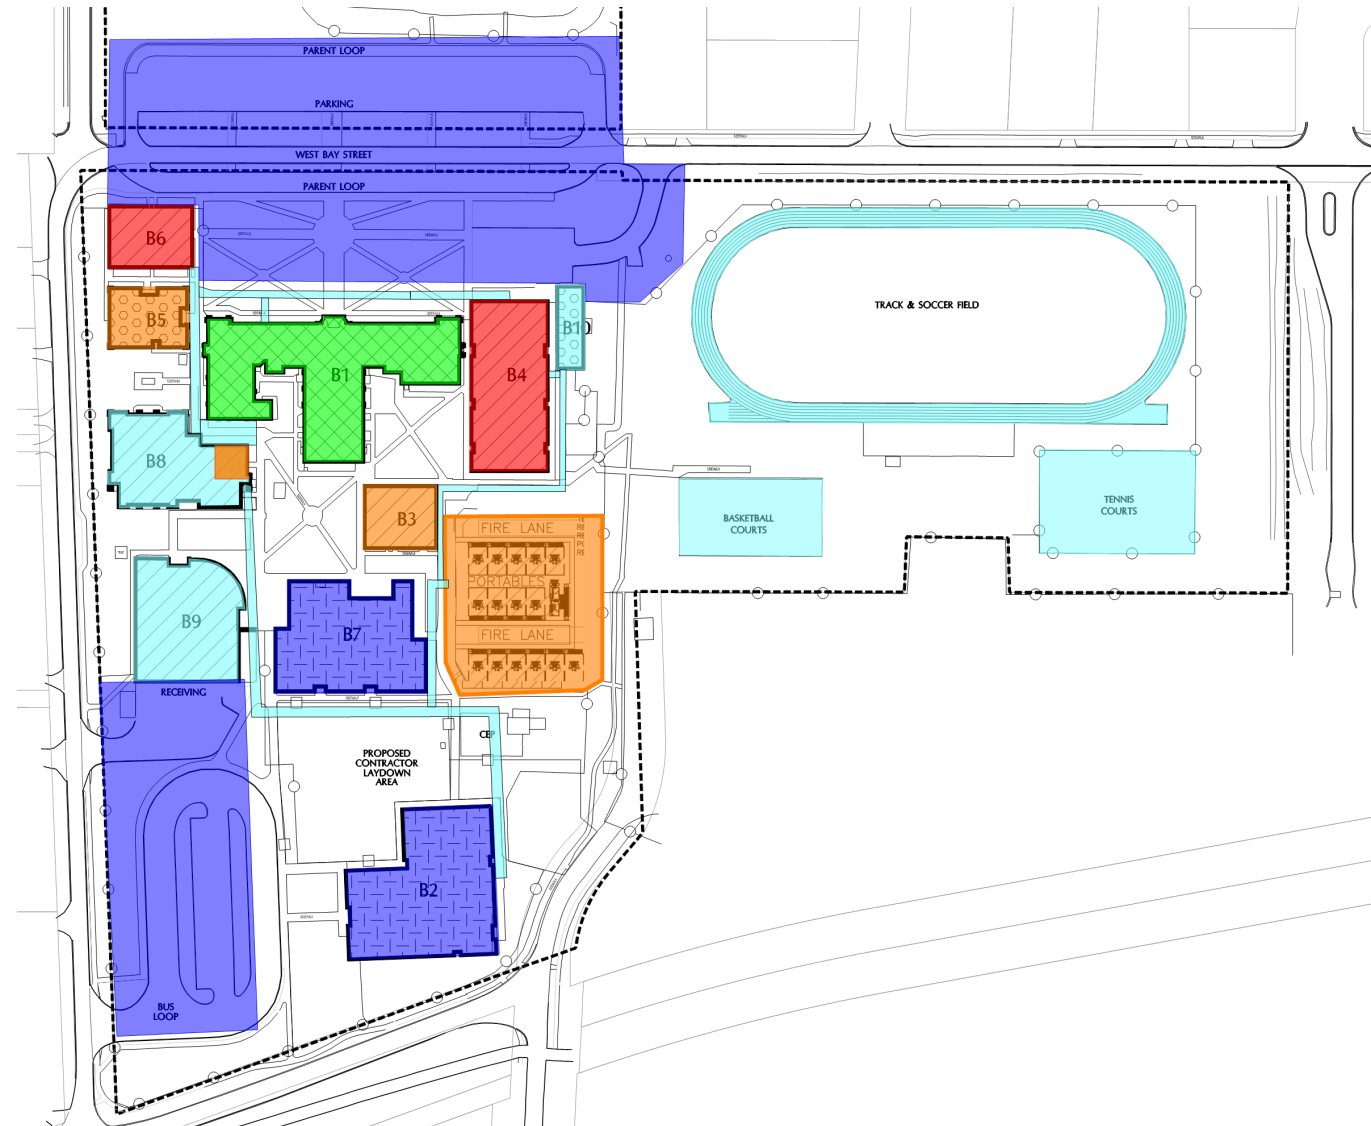 PARENT LOOP
PARKING
WEST BAY STREET
PARENT LOOP
B6
B5
B1
B4
B10
TRACK & SOCCER FIELD
B8
B3
BASKETBALL
COURTS
TENNIS
COURTS
FIRE LANE
PORTABLES
FIRE LANE
B9
B7
RECEIVING
CEP
PROPOSED
CONTRACTOR
LAYDOWN
AREA
B2
BUS
LOOP